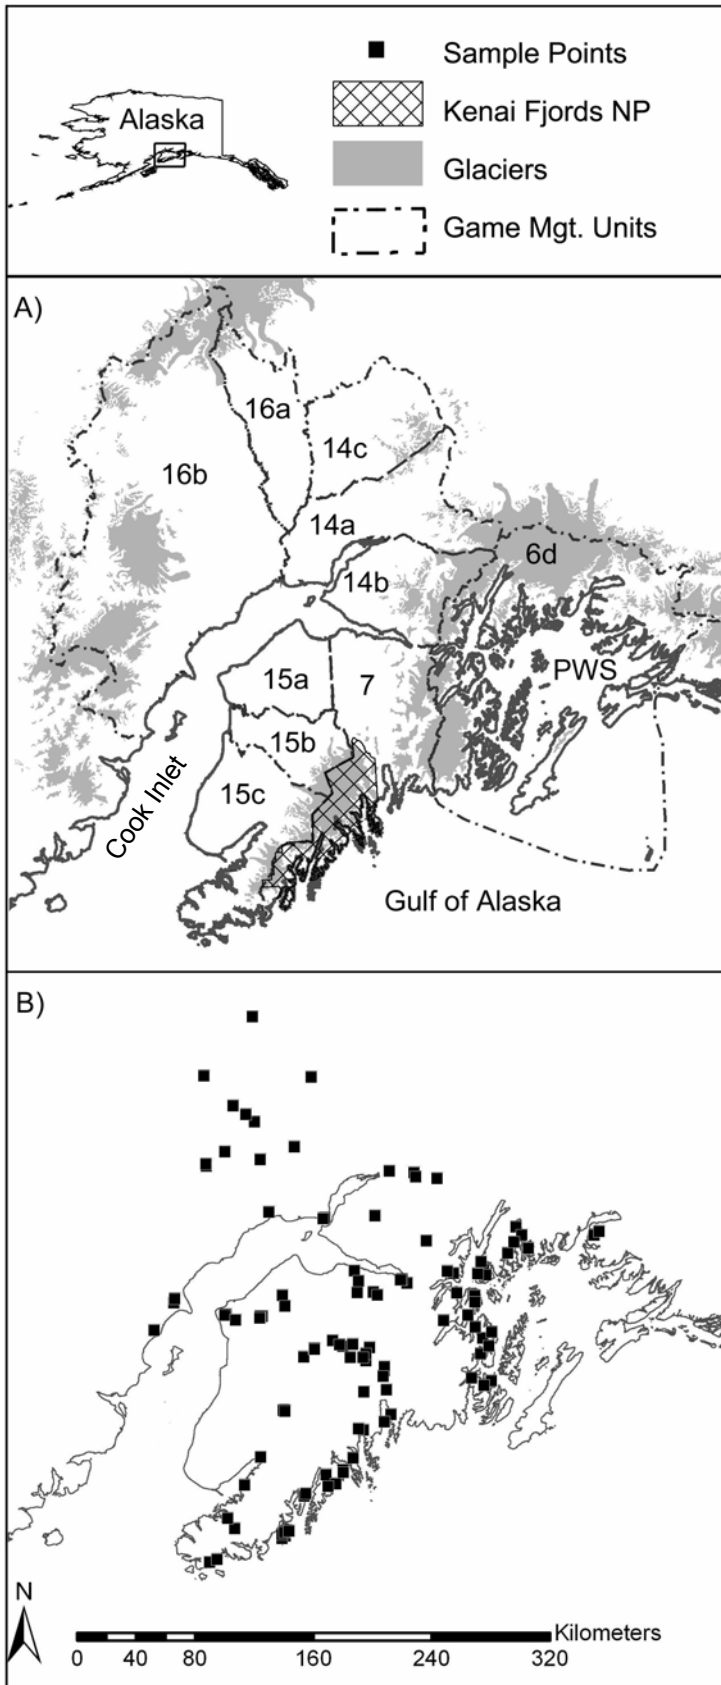 Alaska
Sample Points
Kenai Fjords NP
Glaciers
Game Mgt. Units
A)
16a
14c
16b
14a
6d
14b
PWS
15a
7
15b
15c
Cook Inlet
Gulf of Alaska
B)
N
Kilometers
0 40 80 160 240 320